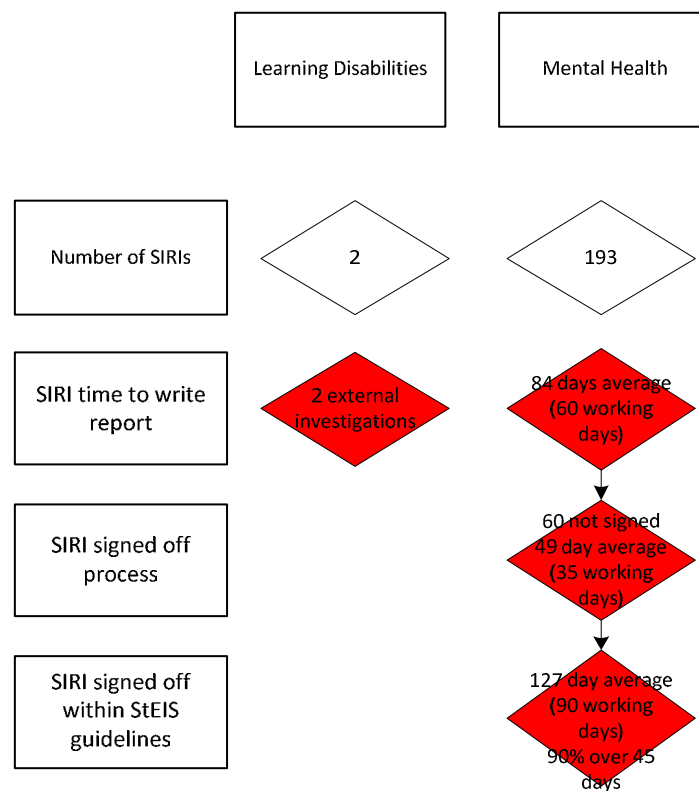 Learning Disabilities
Mental Health
Number of SIRIs
2
193
SIRI time to write
report
2 external
investigations
84 days average
(60 working
days)
SIRI signed off
process
60 not signed
49 day average
(35 working
days)
SIRI signed off
within StEIS
guidelines
127 day average
(90 working
days)
90% over 45
days